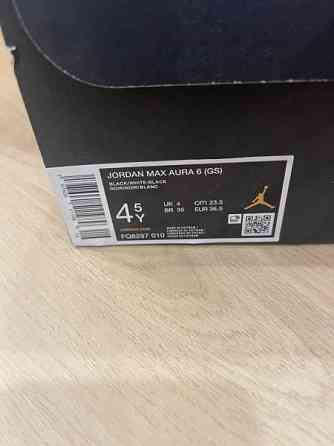 JORDAN MAX AURA 6 (GS)
BLACK/WHITE-BLACK
NOIR/NOIR/BLANC
4.5Y
UK 4 CM 23.5
BR 35 EUR 36.5
FQ8297 010